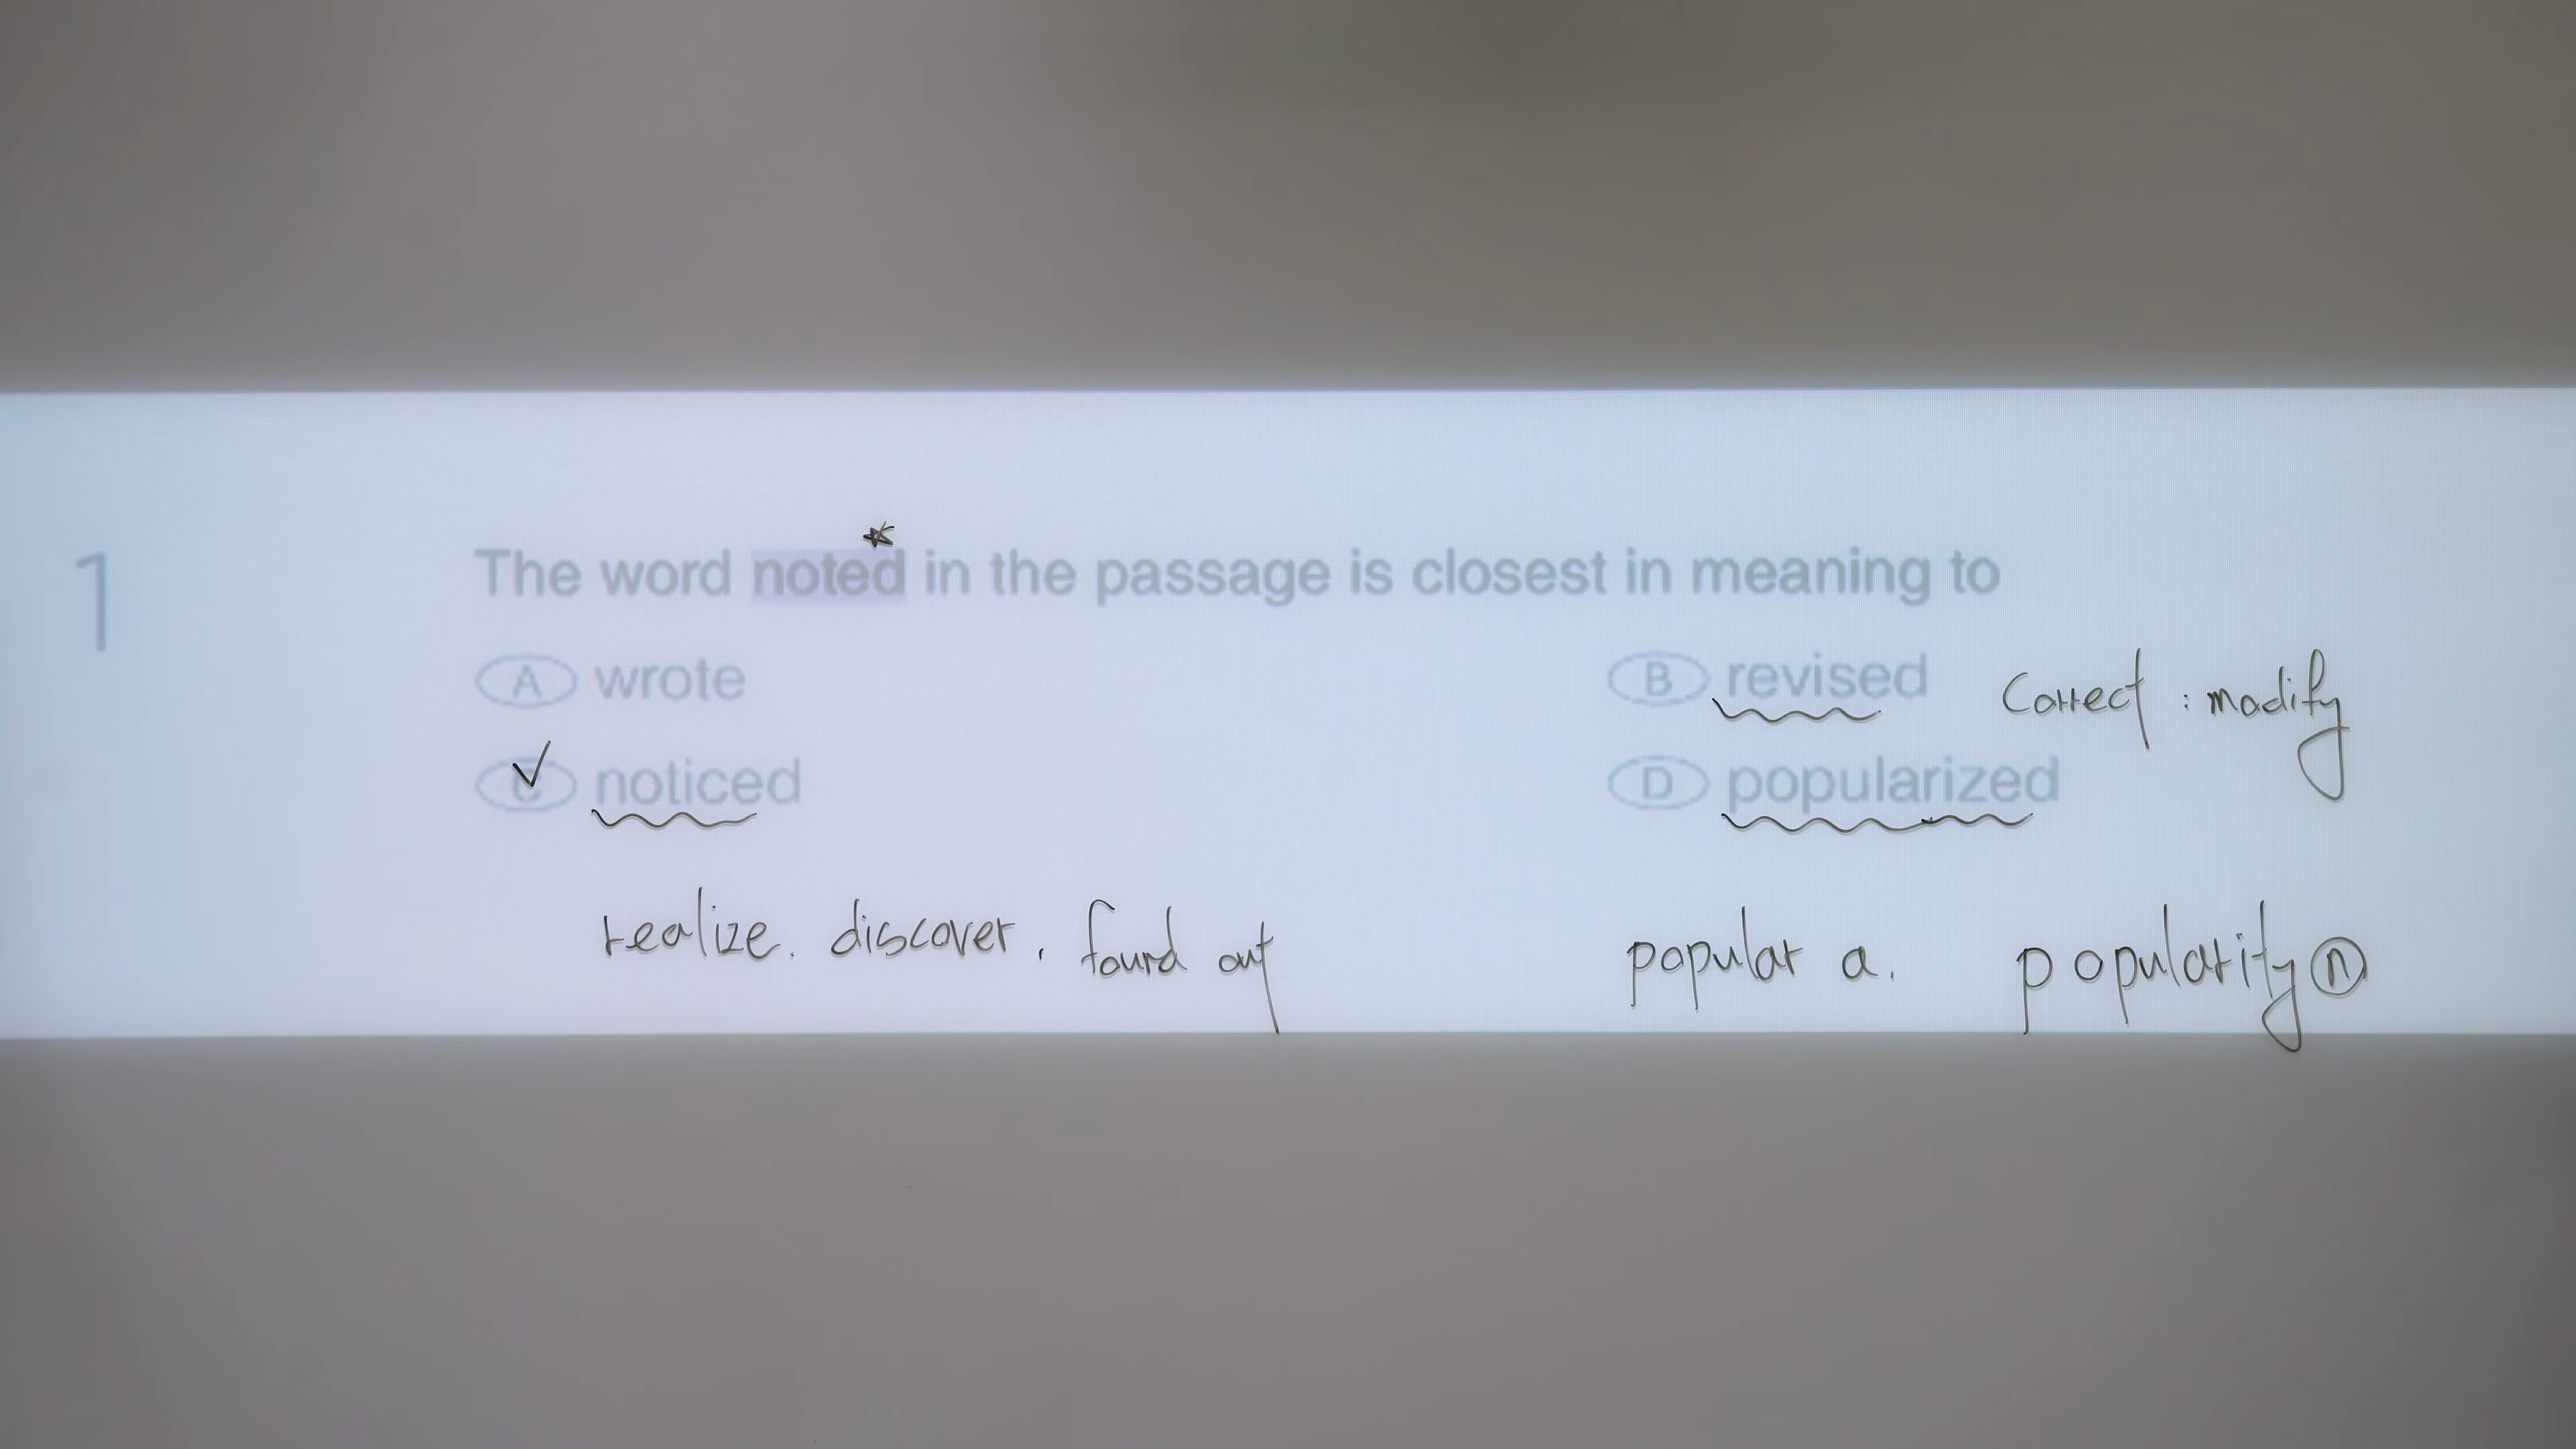 1 The word noted in the passage is closest in meaning to
A wrote
B revised Correct : modify
C noticed
D popularized
realize. discover. found out
popular a. popularity n